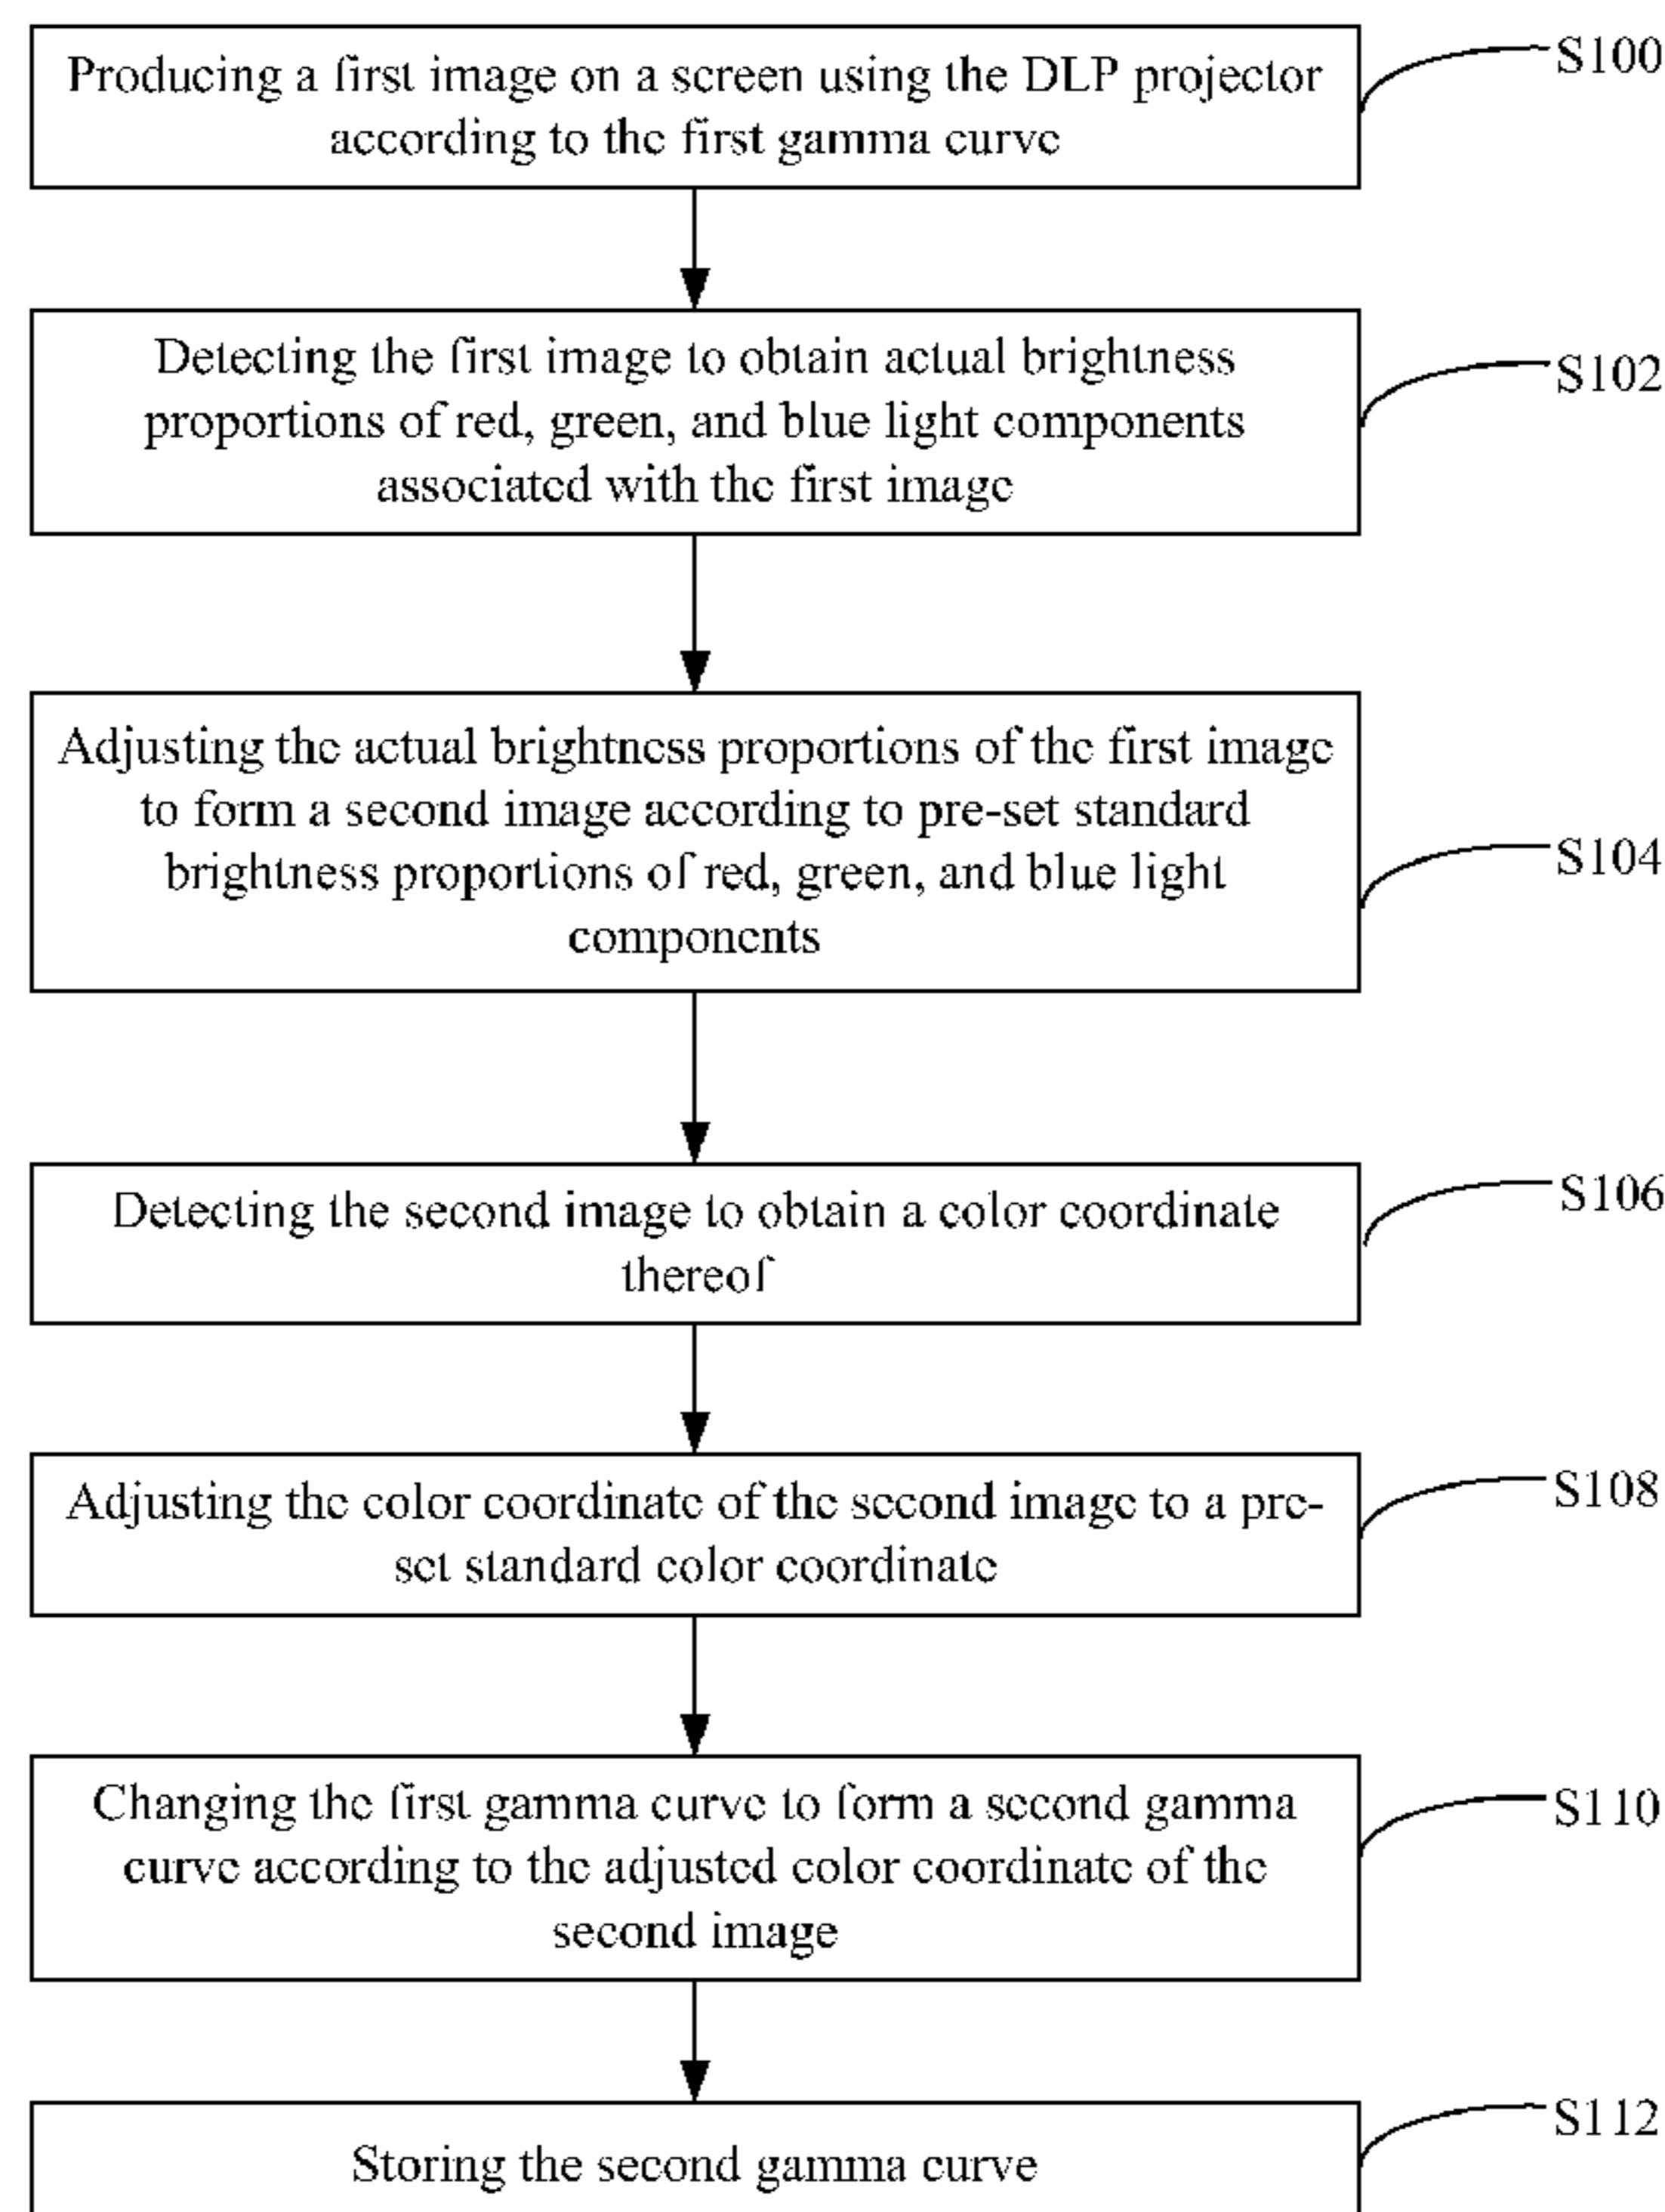 Producing a first image on a screen using the DLP projector
according to the first gamma curve
S100
Detecting the first image to obtain actual brightness
proportions of red, green, and blue light components
associated with the first image
S102
Adjusting the actual brightness proportions of the first image
to form a second image according to pre-set standard
brightness proportions of red, green, and blue light
components
S104
Detecting the second image to obtain a color coordinate
thereof
S106
Adjusting the color coordinate of the second image to a pre-
set standard color coordinate
S108
Changing the first gamma curve to form a second gamma
curve according to the adjusted color coordinate of the
second image
S110
Storing the second gamma curve
S112